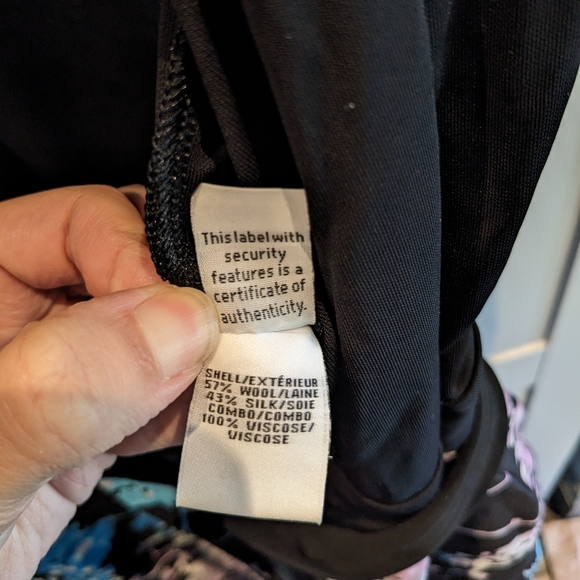 This label with
security
features is a
certificate of
authenticity.
SHELL/EXTÉRIEUR
57% WOOL/LAINE
43% SILK/SOIE
COMBO/COMBO
100% VISCOSE/
VISCOSE